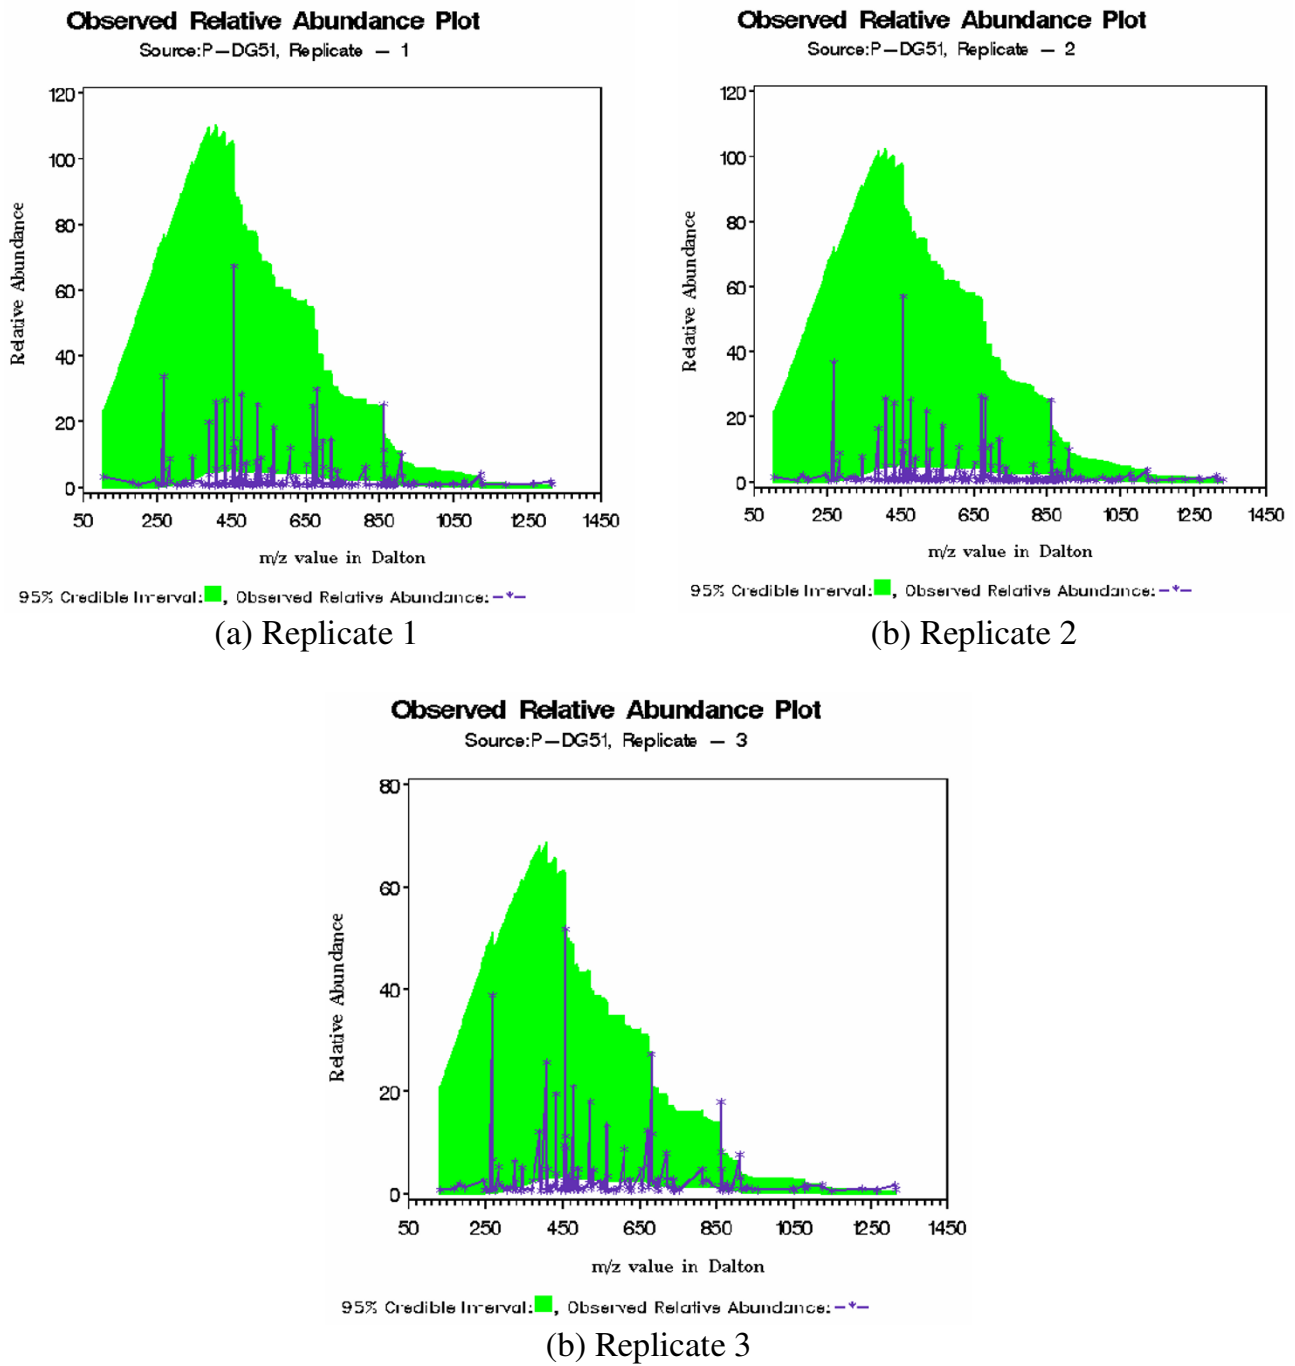 Observed Relative Abundance Plot
Source:P—DG51, Replicate — 1
120
100
80
60
40
20
0
Relative Abundance
50 250 450 650 850 1050 1250 1450
m/z value in Dalton
95% Credible Interval: , Observed Relative Abundance:
(a) Replicate 1
Observed Relative Abundance Plot
Source:P—DG51, Replicate — 2
120
100
80
60
40
20
0
Relative Abundance
50 250 450 650 850 1050 1250 1450
m/z value in Dalton
95% Credible Interval: , Observed Relative Abundance:
(b) Replicate 2
Observed Relative Abundance Plot
Source:P—DG51, Replicate — 3
80
60
40
20
0
Relative Abundance
50 250 450 650 850 1050 1250 1450
m/z value in Dalton
95% Credible Interval: , Observed Relative Abundance:
(b) Replicate 3